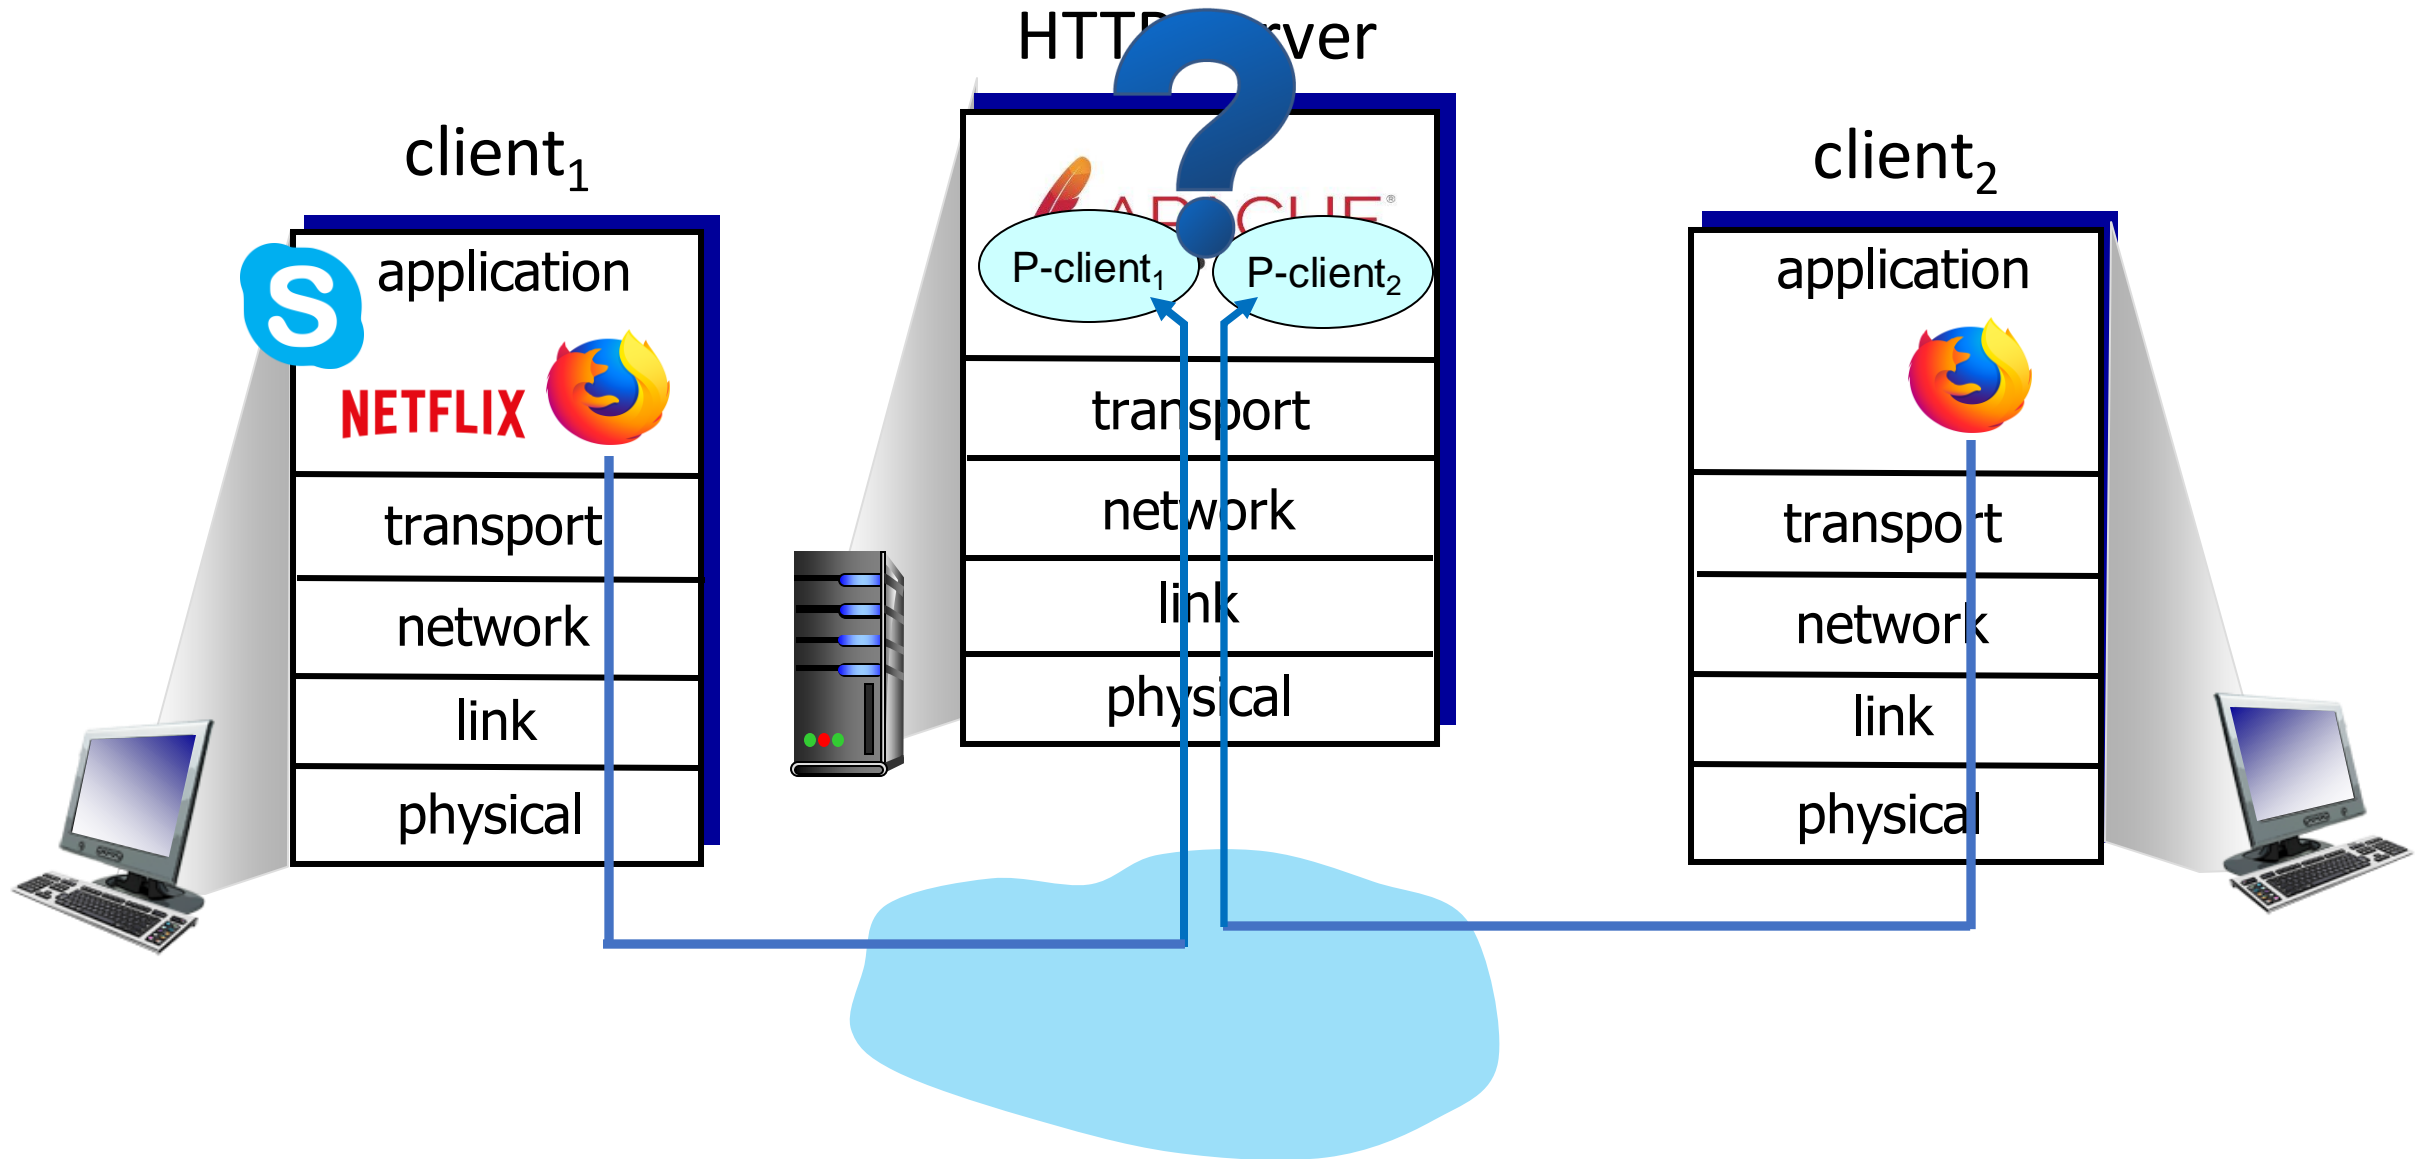 HTTP server
client1
application
NETFLIX
transport
network
link
physical
APACHE®
P-client1
P-client2
transport
network
link
physical
client2
application
transport
network
link
physical